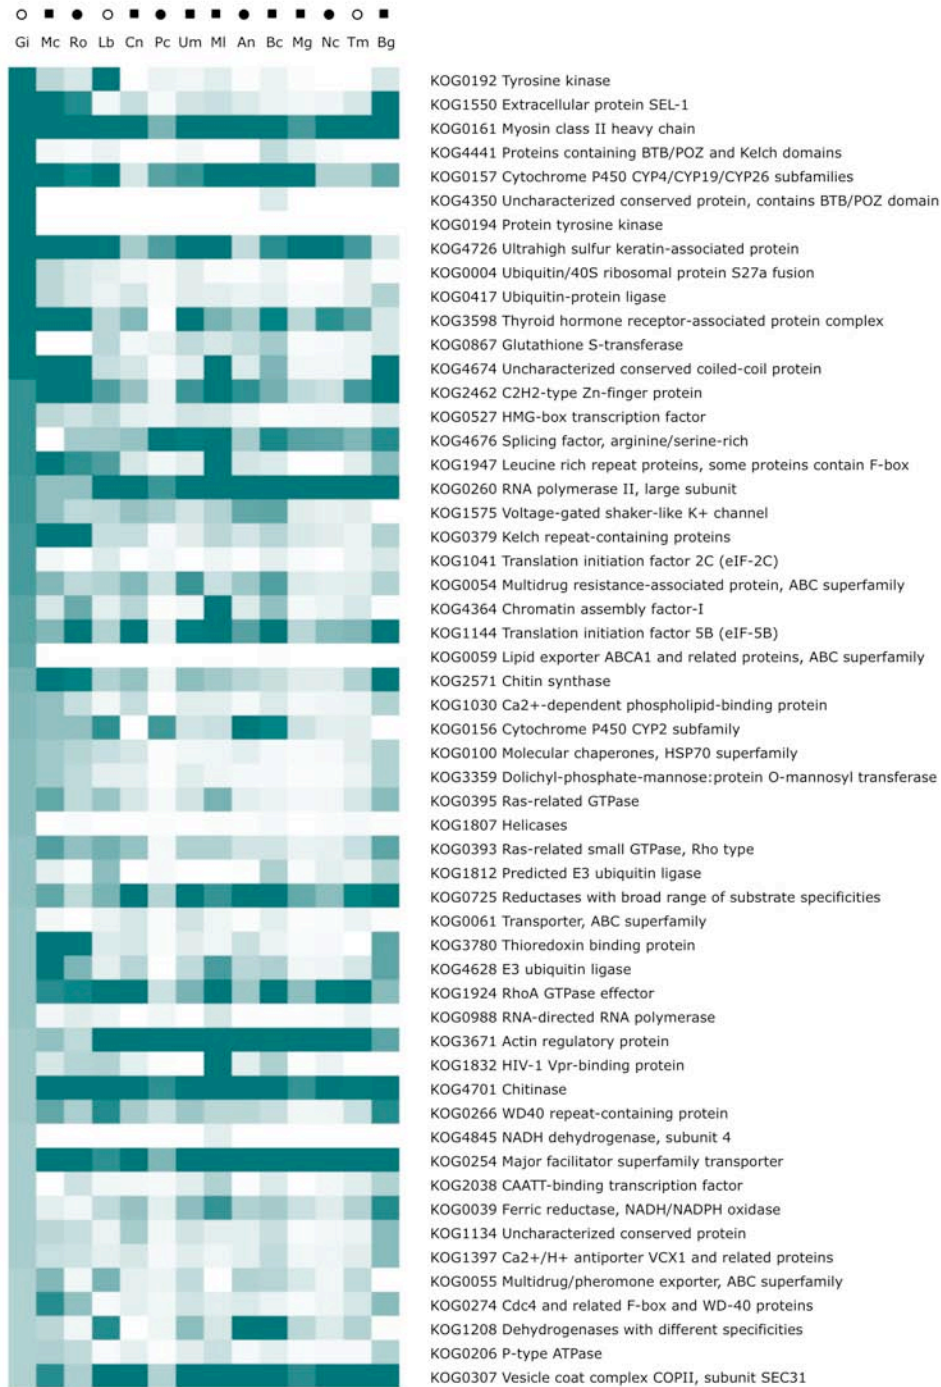 Gi Mc Ro Lb Cn Pc Um Ml An Bc Mg Nc Tm Bg
KOG0192 Tyrosine kinase
KOG1550 Extracellular protein SEL-1
KOG0161 Myosin class II heavy chain
KOG4441 Proteins containing BTB/POZ and Kelch domains
KOG0157 Cytochrome P450 CYP4/CYP19/CYP26 subfamilies
KOG4350 Uncharacterized conserved protein, contains BTB/POZ domain
KOG0194 Protein tyrosine kinase
KOG4726 Ultrahigh sulfur keratin-associated protein
KOG0004 Ubiquitin/40S ribosomal protein S27a fusion
KOG0417 Ubiquitin-protein ligase
KOG3598 Thyroid hormone receptor-associated protein complex
KOG0867 Glutathione S-transferase
KOG4674 Uncharacterized conserved coiled-coil protein
KOG2462 C2H2-type Zn-finger protein
KOG0527 HMG-box transcription factor
KOG4676 Splicing factor, arginine/serine-rich
KOG1947 Leucine rich repeat proteins, some proteins contain F-box
KOG0260 RNA polymerase II, large subunit
KOG1575 Voltage-gated shaker-like K+ channel
KOG0379 Kelch repeat-containing proteins
KOG1041 Translation initiation factor 2C (eIF-2C)
KOG0054 Multidrug resistance-associated protein, ABC superfamily
KOG4364 Chromatin assembly factor-I
KOG1144 Translation initiation factor 5B (eIF-5B)
KOG0059 Lipid exporter ABCA1 and related proteins, ABC superfamily
KOG2571 Chitin synthase
KOG1030 Ca2+-dependent phospholipid-binding protein
KOG0156 Cytochrome P450 CYP2 subfamily
KOG0100 Molecular chaperones, HSP70 superfamily
KOG3359 Dolichyl-phosphate-mannose:protein O-mannosyl transferase
KOG0395 Ras-related GTPase
KOG1807 Helicases
KOG0393 Ras-related small GTPase, Rho type
KOG1812 Predicted E3 ubiquitin ligase
KOG0725 Reductases with broad range of substrate specificities
KOG0061 Transporter, ABC superfamily
KOG3780 Thioredoxin binding protein
KOG4628 E3 ubiquitin ligase
KOG1924 RhoA GTPase effector
KOG0988 RNA-directed RNA polymerase
KOG3671 Actin regulatory protein
KOG1832 HIV-1 Vpr-binding protein
KOG4701 Chitinase
KOG0266 WD40 repeat-containing protein
KOG4845 NADH dehydrogenase, subunit 4
KOG0254 Major facilitator superfamily transporter
KOG2038 CAATT-binding transcription factor
KOG0039 Ferric reductase, NADH/NADPH oxidase
KOG1134 Uncharacterized conserved protein
KOG1397 Ca2+/H+ antiporter VCX1 and related proteins
KOG0055 Multidrug/pheromone exporter, ABC superfamily
KOG0274 Cdc4 and related F-box and WD-40 proteins
KOG1208 Dehydrogenases with different specificities
KOG0206 P-type ATPase
KOG0307 Vesicle coat complex COPII, subunit SEC31